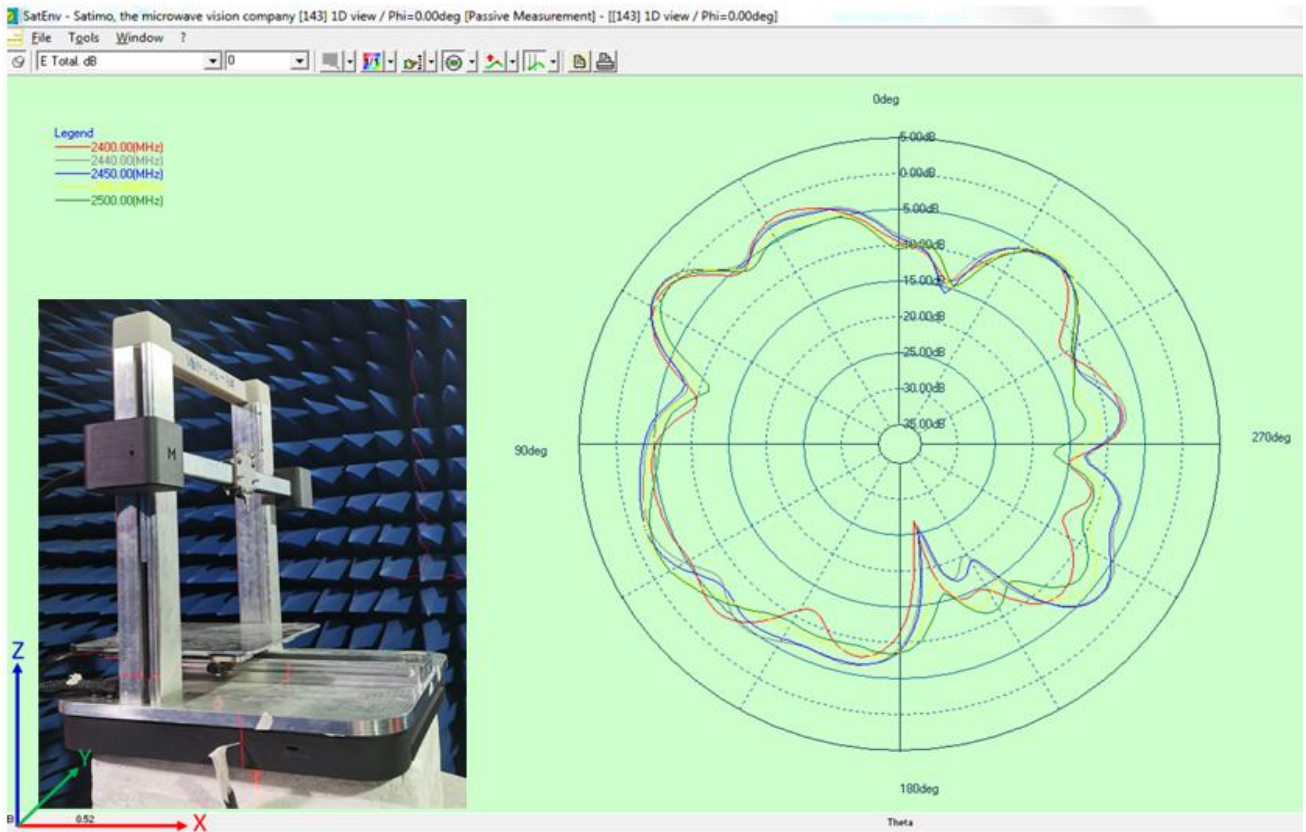 SatEnv - Satimo, the microwave vision company [143] 1D view / Phi=0.00deg [Passive Measurement] - [[143] 1D view / Phi=0.00deg]
File Tools Window ?
E Total. dB 0
0deg
Legend
2400.00(MHz)
2440.00(MHz)
2450.00(MHz)
2500.00(MHz)
5.00dB
0.00dB
5.00dB
10.00dB
15.00dB
20.00dB
25.00dB
30.00dB
35.00dB
90deg
270deg
180deg
M
Z
Y
X
0.52
Theta